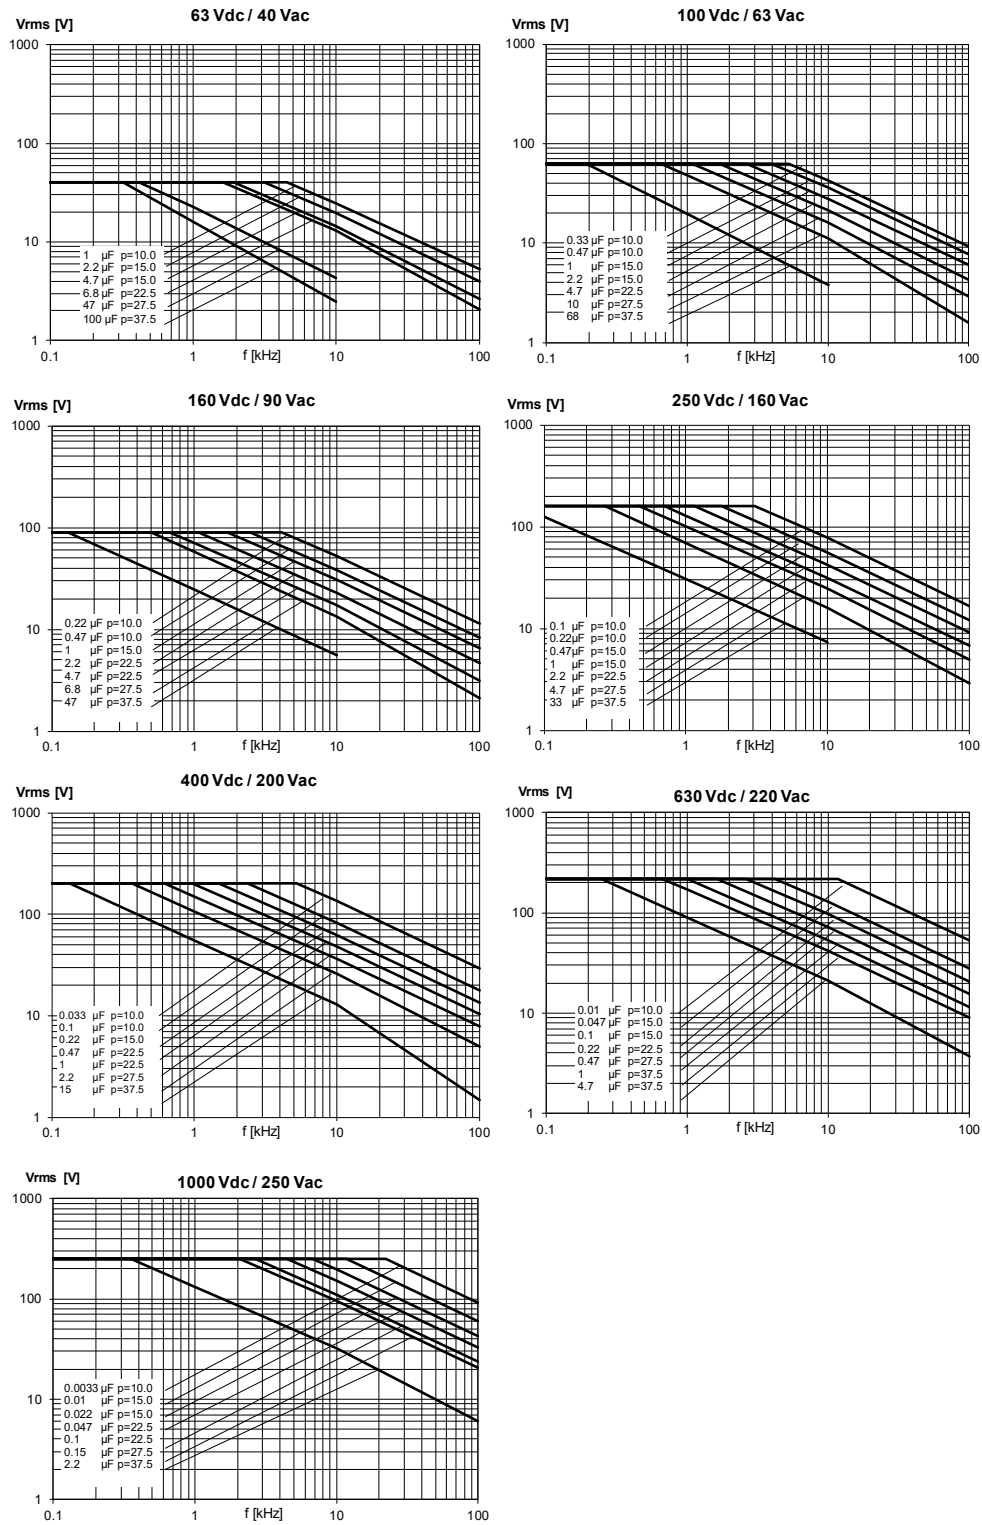 63 Vdc / 40 Vac
Vrms [V]
1000
100
10
1
1 µF p=10.0
2.2 µF p=15.0
4.7 µF p=15.0
6.8 µF p=22.5
47 µF p=27.5
100 µF p=37.5
0.1 1 10 100
f [kHz]
100 Vdc / 63 Vac
Vrms [V]
1000
100
10
1
0.33 µF p=10.0
0.47 µF p=10.0
1 µF p=15.0
2.2 µF p=15.0
4.7 µF p=22.5
10 µF p=27.5
68 µF p=37.5
0.1 1 10 100
f [kHz]
160 Vdc / 90 Vac
Vrms [V]
1000
100
10
1
0.22 µF p=10.0
0.47 µF p=10.0
1 µF p=15.0
2.2 µF p=22.5
4.7 µF p=22.5
6.8 µF p=27.5
47 µF p=37.5
0.1 1 10 100
f [kHz]
250 Vdc / 160 Vac
Vrms [V]
1000
100
10
1
0.1 µF p=10.0
0.22µF p=10.0
0.47µF p=15.0
1 µF p=15.0
2.2 µF p=22.5
4.7 µF p=27.5
33 µF p=37.5
0.1 1 10 100
f [kHz]
400 Vdc / 200 Vac
Vrms [V]
1000
100
10
1
0.033 µF p=10.0
0.1 µF p=10.0
0.22 µF p=15.0
0.47 µF p=22.5
1 µF p=22.5
2.2 µF p=27.5
15 µF p=37.5
0.1 1 10 100
f [kHz]
630 Vdc / 220 Vac
Vrms [V]
1000
100
10
1
0.01 µF p=10.0
0.047 µF p=15.0
0.1 µF p=15.0
0.22 µF p=22.5
0.47 µF p=27.5
1 µF p=37.5
4.7 µF p=37.5
0.1 1 10 100
f [kHz]
1000 Vdc / 250 Vac
Vrms [V]
1000
100
10
1
0.0033 µF p=10.0
0.01 µF p=15.0
0.022 µF p=15.0
0.047 µF p=22.5
0.1 µF p=22.5
0.15 µF p=27.5
2.2 µF p=37.5
0.1 1 10 100
f [kHz]